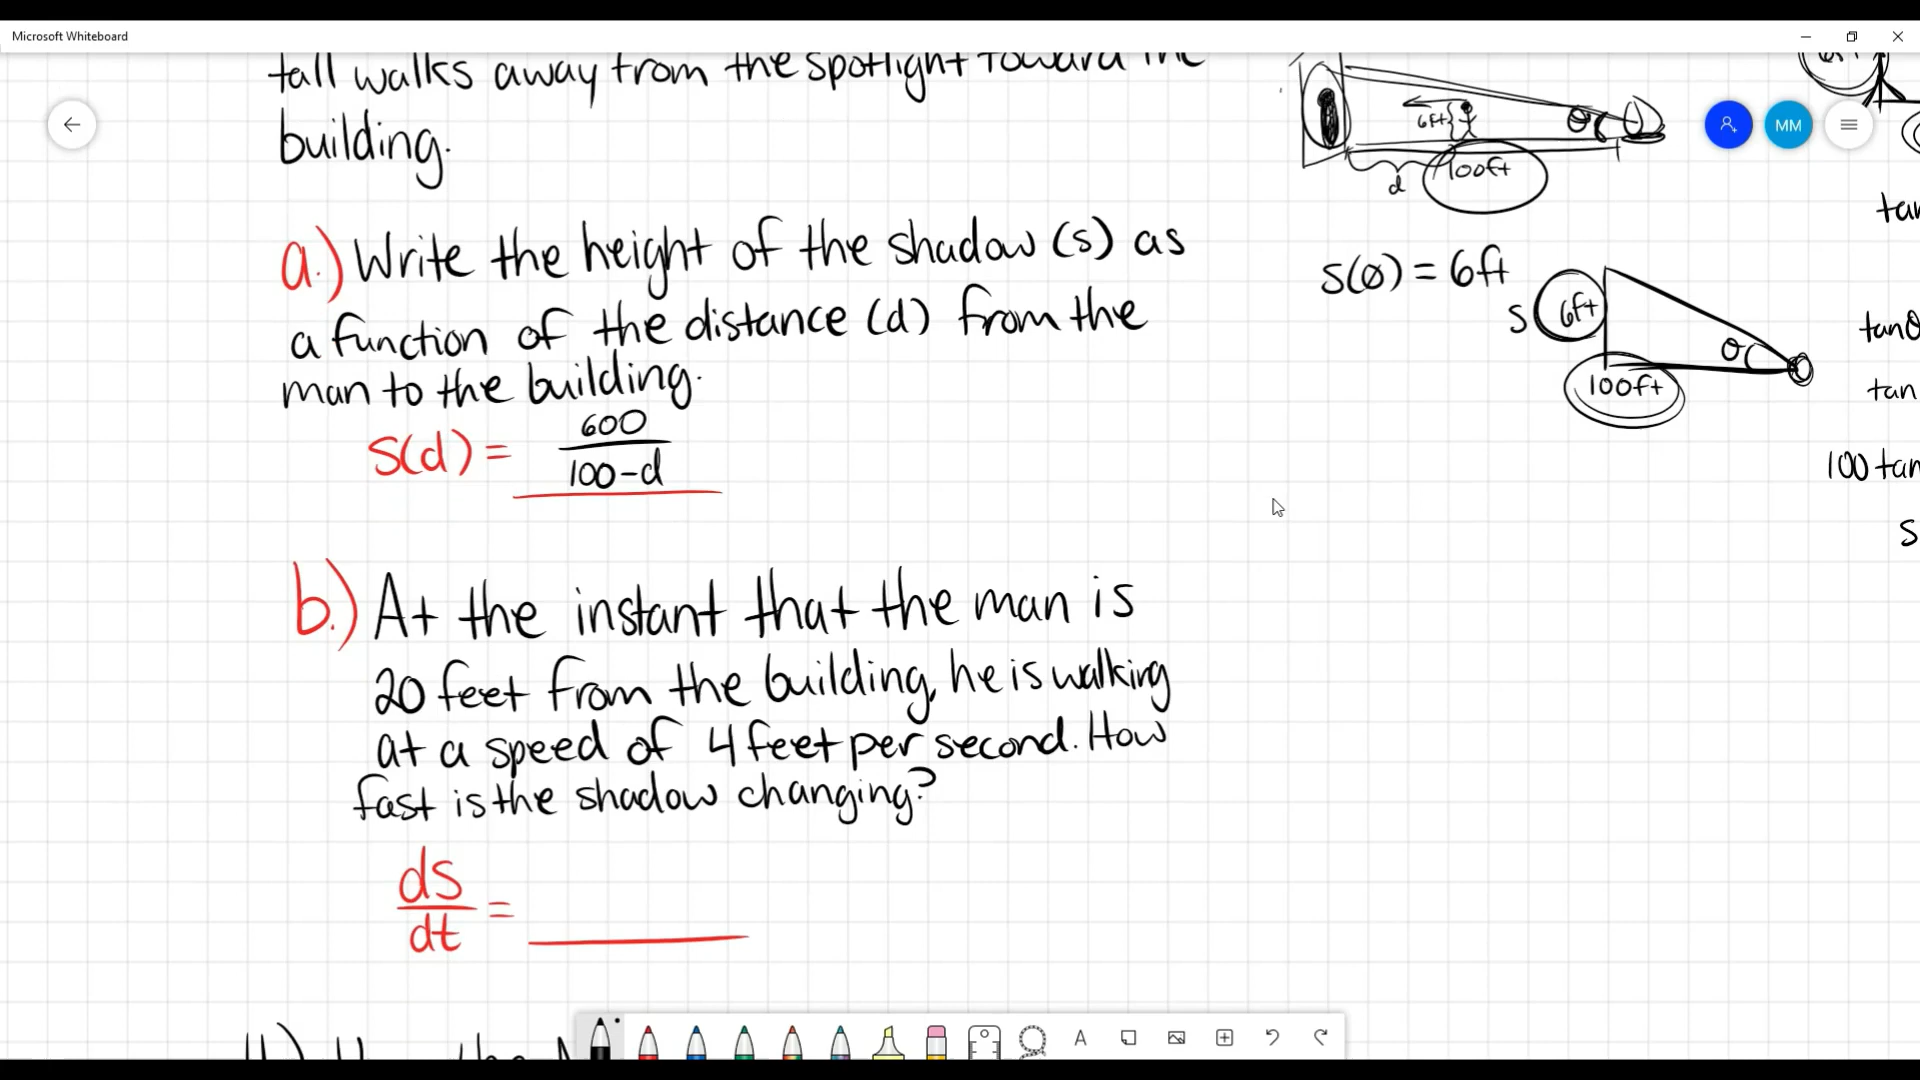 Microsoft Whiteboard
tall walks away from the spotlight toward the
building.
a.) Write the height of the shadow (s) as
a function of the distance (d) from the
man to the building.
S(d) = 600
100-d
b.) At the instant that the man is
20 feet from the building, he is walking
at a speed of 4 feet per second. How
fast is the shadow changing?
ds
dt =
6ft
θ
d
100ft
MM
s(0) = 6ft
s
6ft
θ
100ft
tan
tanθ
tan
100 tan
s
A